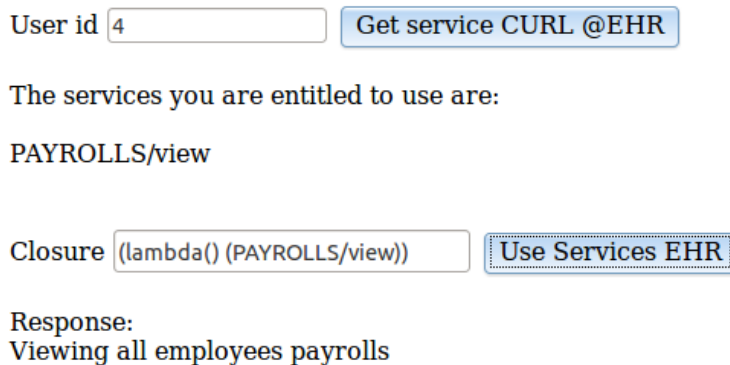 User id 4 Get service CURL @EHR
The services you are entitled to use are:
PAYROLLS/view
Closure (lambda() (PAYROLLS/view)) Use Services EHR
Response:
Viewing all employees payrolls